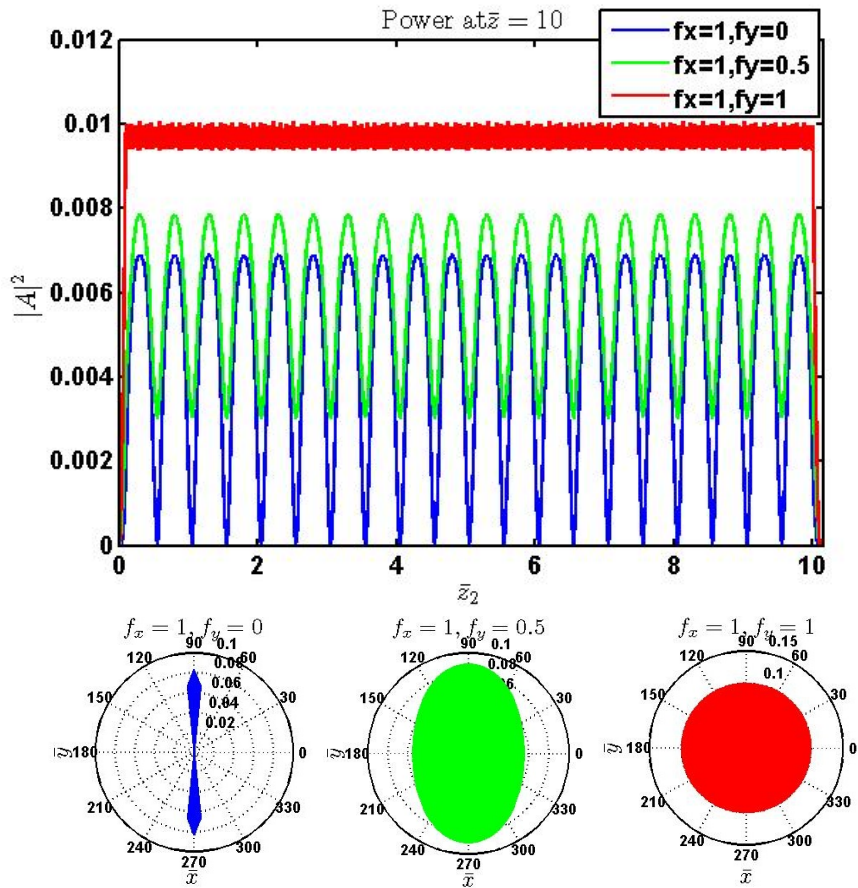 Power at z̄ = 10
fx=1,fy=0
fx=1,fy=0.5
fx=1,fy=1
0.012
0.01
0.008
0.006
0.004
0.002
0
|A|²
0 2 4 6 8 10
z̄₂
f_x = 1, f_y = 0
90 0.1
120 0.08 60
0.06
150 0.04 30
0.02
ȳ 180 0
210 330
240 300
270
x̄
f_x = 1, f_y = 0.5
90 0.1
120 0.08 60
150 30
ȳ 180 0
210 330
240 300
270
x̄
f_x = 1, f_y = 1
90 0.15
120 60
0.1
150 30
ȳ 180 0
210 330
240 300
270
x̄